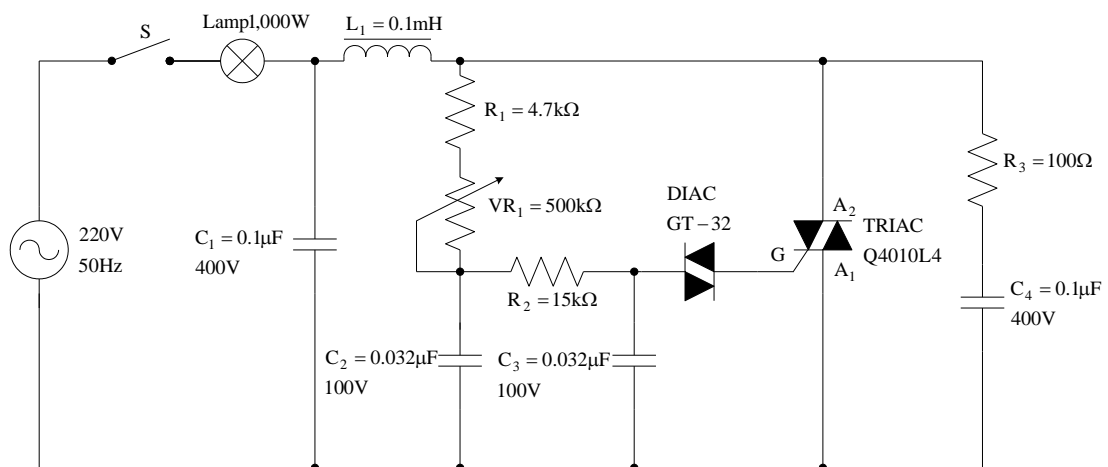 S
Lamp1,000W
L1 = 0.1mH
R1 = 4.7kΩ
VR1 = 500kΩ
DIAC
GT-32
A2
TRIAC
Q4010L4
G
A1
R3 = 100Ω
220V
50Hz
C1 = 0.1μF
400V
R2 = 15kΩ
C4 = 0.1μF
400V
C2 = 0.032μF
100V
C3 = 0.032μF
100V